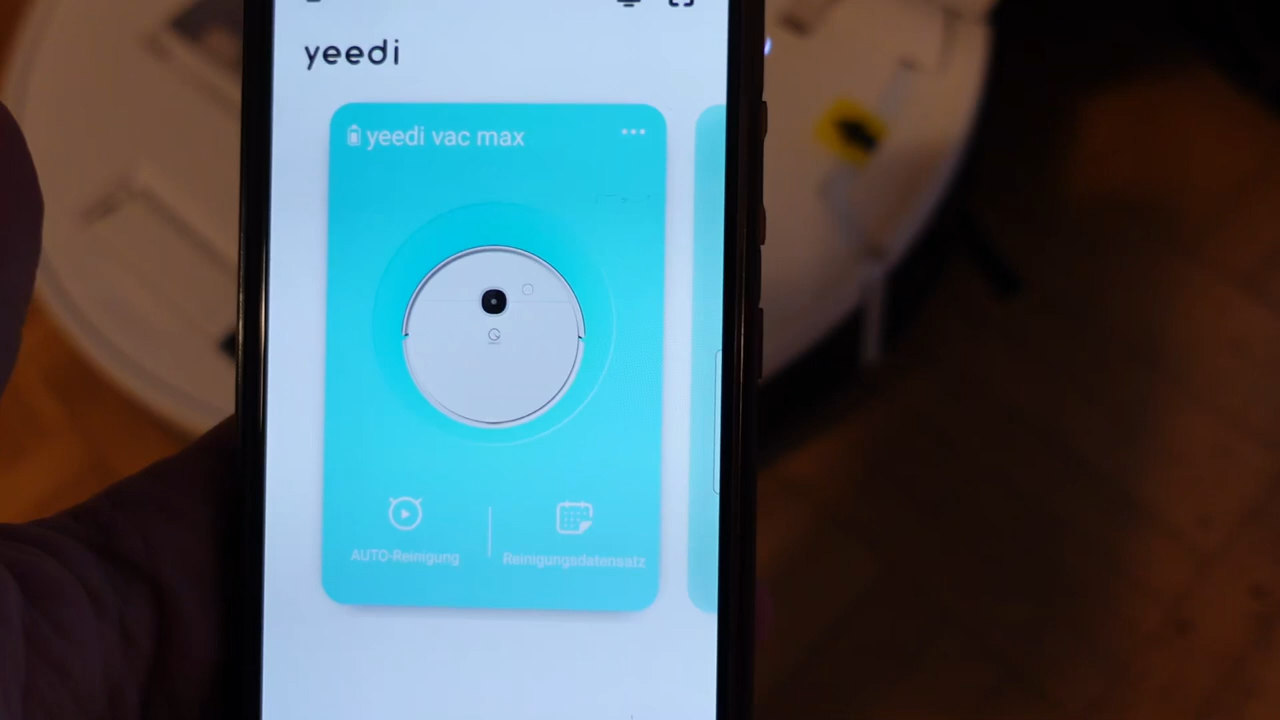 yeedi
yeedi vac max
AUTO-Reinigung
Reinigungsdatensatz